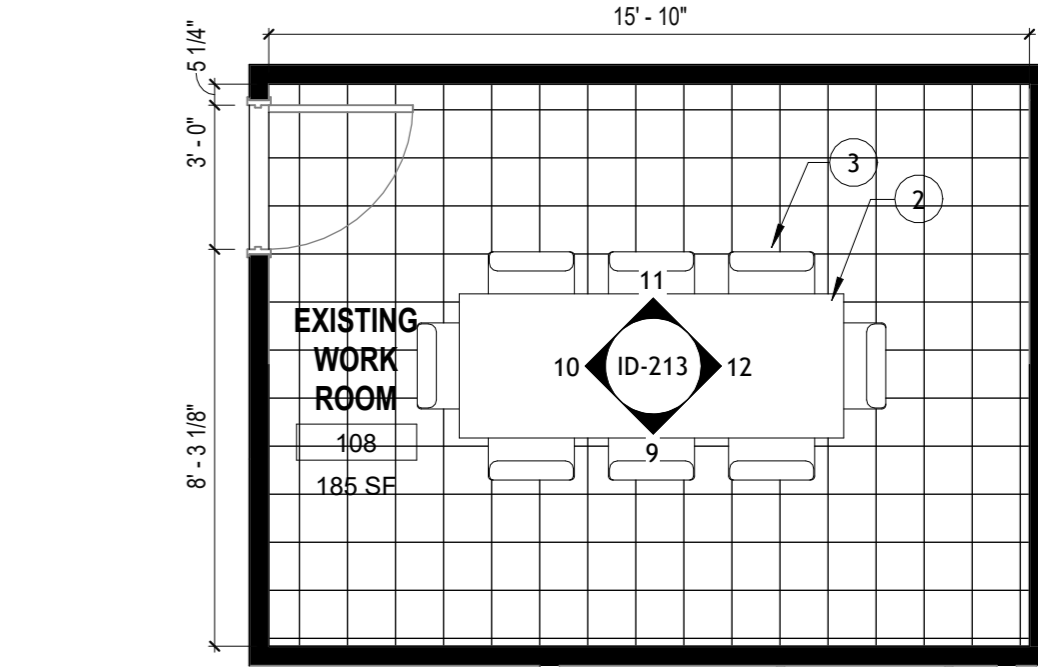 15' - 10"
5 1/4"
3' - 0"
3
2
11
EXISTING
WORK
ROOM
10
ID-213
12
108
9
8' - 3 1/8"
185 SF